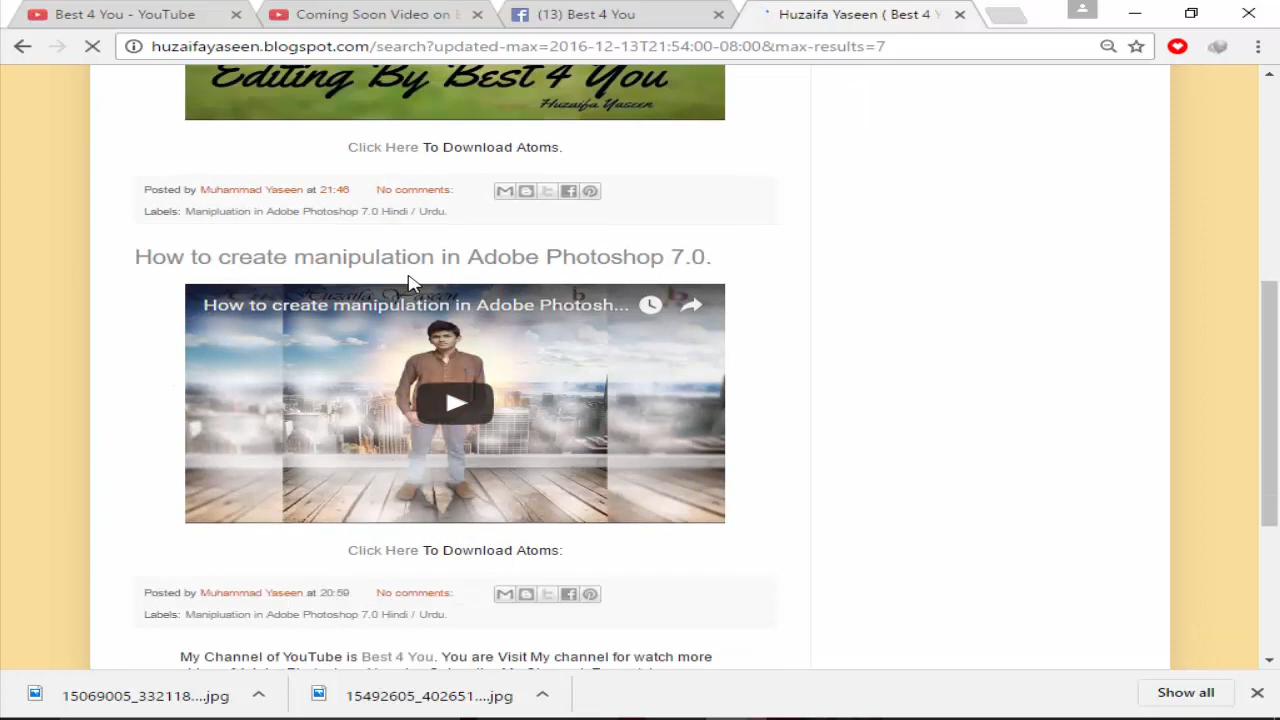 Best 4 You - YouTube
Coming Soon Video on
(13) Best 4 You
Huzaifa Yaseen ( Best 4 Y
huzaifayaseen.blogspot.com/search?updated-max=2016-12-13T21:54:00-08:00&max-results=7
Editing By Best 4 You
Huzaifa Yaseen
Click Here To Download Atoms.
Posted by Muhammad Yaseen at 21:46 No comments:
Labels: Manipluation in Adobe Photoshop 7.0 Hindi / Urdu.
How to create manipulation in Adobe Photoshop 7.0.
How to create manipulation in Adobe Photosh...
Click Here To Download Atoms:
Posted by Muhammad Yaseen at 20:59 No comments:
Labels: Manipluation in Adobe Photoshop 7.0 Hindi / Urdu.
My Channel of YouTube is Best 4 You. You are Visit My channel for watch more
15069005_332118....jpg
15492605_402651....jpg
Show all